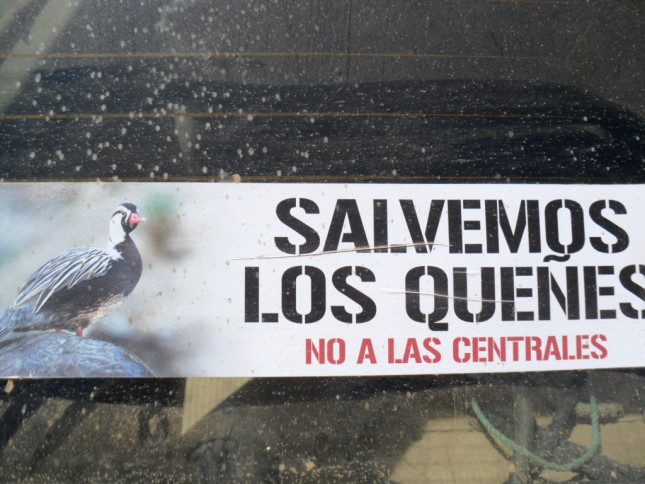 SALVEMOS
LOS QUEÑES
NO A LAS CENTRALES